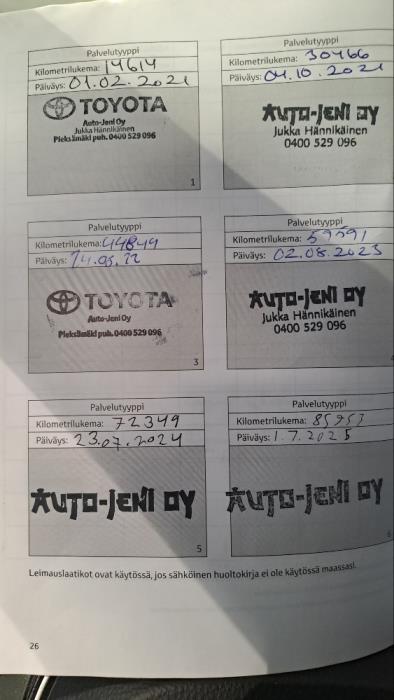 Palvelutyyppi
Kilometrilukema: 14614
Päiväys: 01.02.2021
TOYOTA
Auto-Jeni Oy
Jukka Hännikäinen
Pieksämäki puh. 0400 529 096
1
Palvelutyyppi
Kilometrilukema: 30466
Päiväys: 04.10.2021
AUTO-JENI OY
Jukka Hännikäinen
0400 529 096
Palvelutyyppi
Kilometrilukema: 44849
Päiväys: 14.09.22
TOYOTA
Auto-Jeni Oy
Pieksämäki puh. 0400 529 096
3
Palvelutyyppi
Kilometrilukema:
Päiväys: 02.08.2023
AUTO-JENI OY
Jukka Hännikäinen
0400 529 096
Palvelutyyppi
Kilometrilukema: 72349
Päiväys: 23.07.2024
AUTO-JENI OY
5
Palvelutyyppi
Kilometrilukema: 85953
Päiväys: 1.7.2025
AUTO-JENI OY
6
Leimauslaatikot ovat käytössä, jos sähköinen huoltokirja ei ole käytössä maassasi.
26